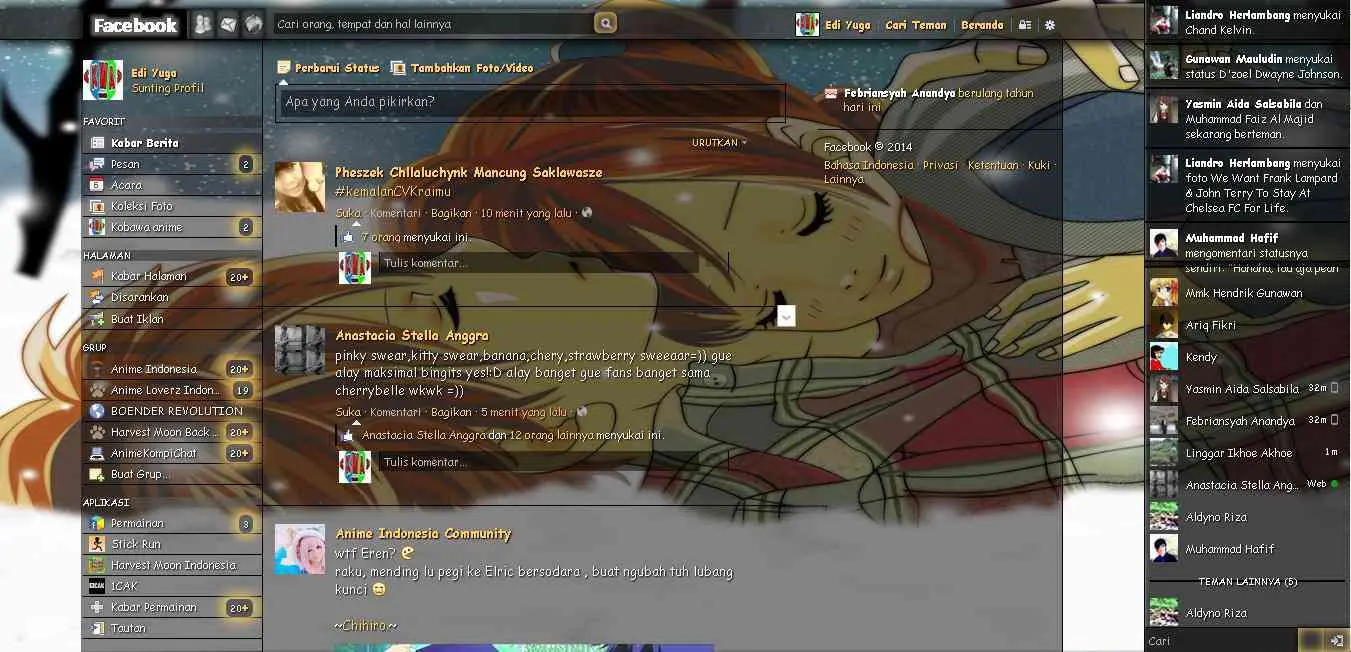 Facebook
Cari orang, tempat dan hal lainnya
Edi Yuga
Cari Teman
Beranda
Edi Yuga
Sunting Profil
FAVORIT
Kabar Berita
Pesan 2
Acara
Koleksi Foto
Kobawa anime 2
HALAMAN
Kabar Halaman 20+
Disarankan
Buat Iklan
GRUP
Anime Indonesia 20+
Anime Loverz Indon... 19
BOENDER REVOLUTION
Harvest Moon Back ... 20+
AnimeKompiChat 20+
Buat Grup...
APLIKASI
Permainan 3
Stick Run
Harvest Moon Indonesia
1CAK
Kabar Permainan 20+
Tautan
Perbarui Status
Tambahkan Foto/Video
Apa yang Anda pikirkan?
URUTKAN
Pheszek Chllaluchynk Mancung Saklawasze
#kemalanCVKraimu
Suka · Komentari · Bagikan · 10 menit yang lalu ·
7 orang menyukai ini.
Tulis komentar...
Anastacia Stella Anggra
pinky swear,kitty swear,banana,chery,strawberry sweeaar=)) gue
alay maksimal bingits yes!:D alay banget gue fans banget sama
cherrybelle wkwk =))
Suka · Komentari · Bagikan · 5 menit yang lalu ·
Anastacia Stella Anggra dan 12 orang lainnya menyukai ini.
Tulis komentar...
Anime Indonesia Community
wtf Eren?
raku, mending lu pegi ke Elric bersodara , buat ngubah tuh lubang
kunci
~Chihiro~
Febriansyah Anandya berulang tahun
hari ini
Facebook © 2014
Bahasa Indonesia · Privasi · Ketentuan · Kuki ·
Lainnya
Liandro Herlambang menyukai
Chand Kelvin.
Gunawan Mauludin menyukai
status D'zoel Dwayne Johnson.
Yasmin Aida Salsabila dan
Muhammad Faiz Al Majid
sekarang berteman.
Liandro Herlambang menyukai
foto We Want Frank Lampard
& John Terry To Stay At
Chelsea FC For Life.
Muhammad Hafif
mengomentari statusnya
Mmk Hendrik Gunawan
Ariq Fikri
Kendy
Yasmin Aida Salsabila 32m
Febriansyah Anandya 32m
Linggar Ikhoe Akhoe 1m
Anastacia Stella Ang... Web
Aldyno Riza
Muhammad Hafif
TEMAN LAINNYA (5)
Aldyno Riza
Cari